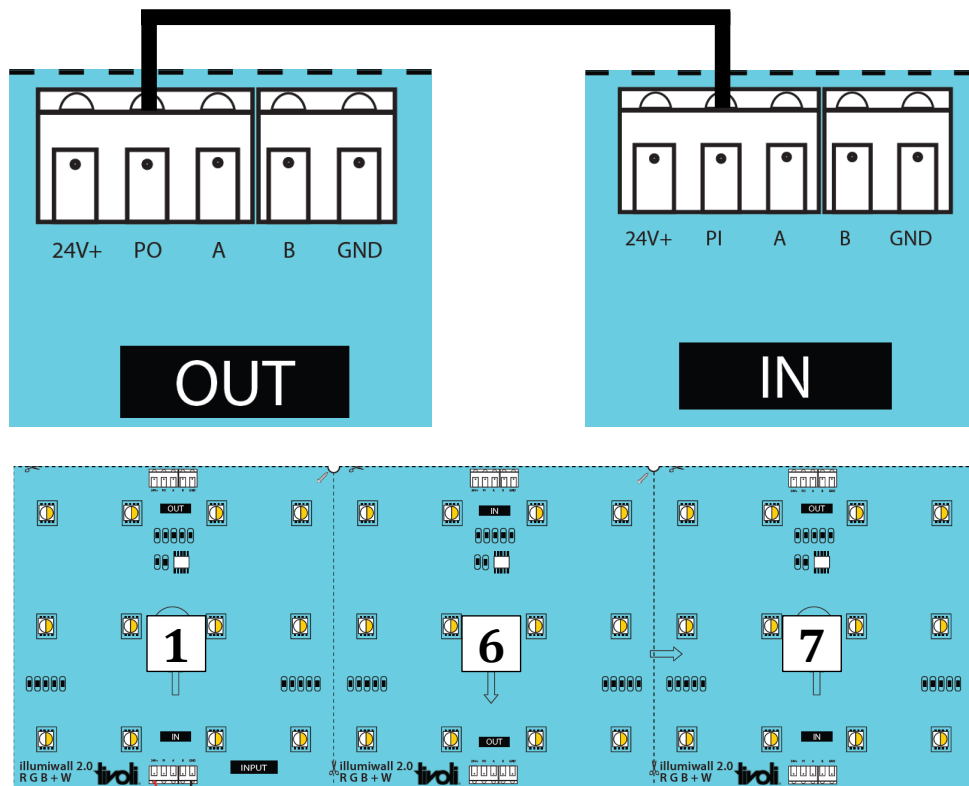 24V+ PO A B GND
24V+ PI A B GND
OUT
IN
OUT
IN
OUT
1
6
7
IN
OUT
IN
INPUT
illumiwall 2.0
R G B + W
tivoli
illumiwall 2.0
R G B + W
tivoli
illumiwall 2.0
R G B + W
tivoli